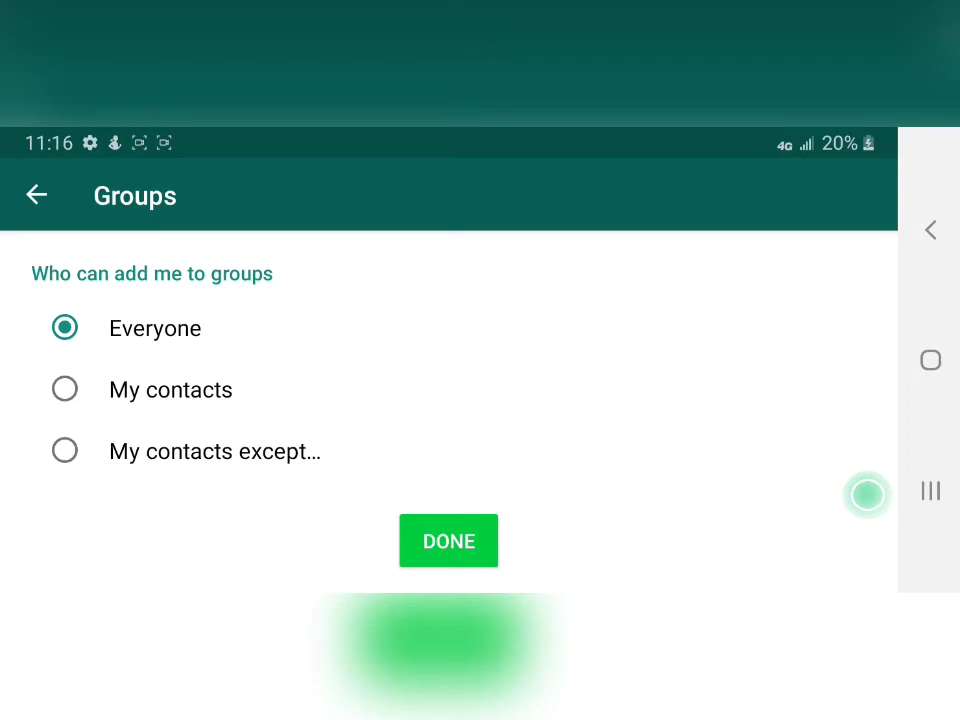 11:16 4G 20%
Groups
Who can add me to groups
Everyone
My contacts
My contacts except...
DONE